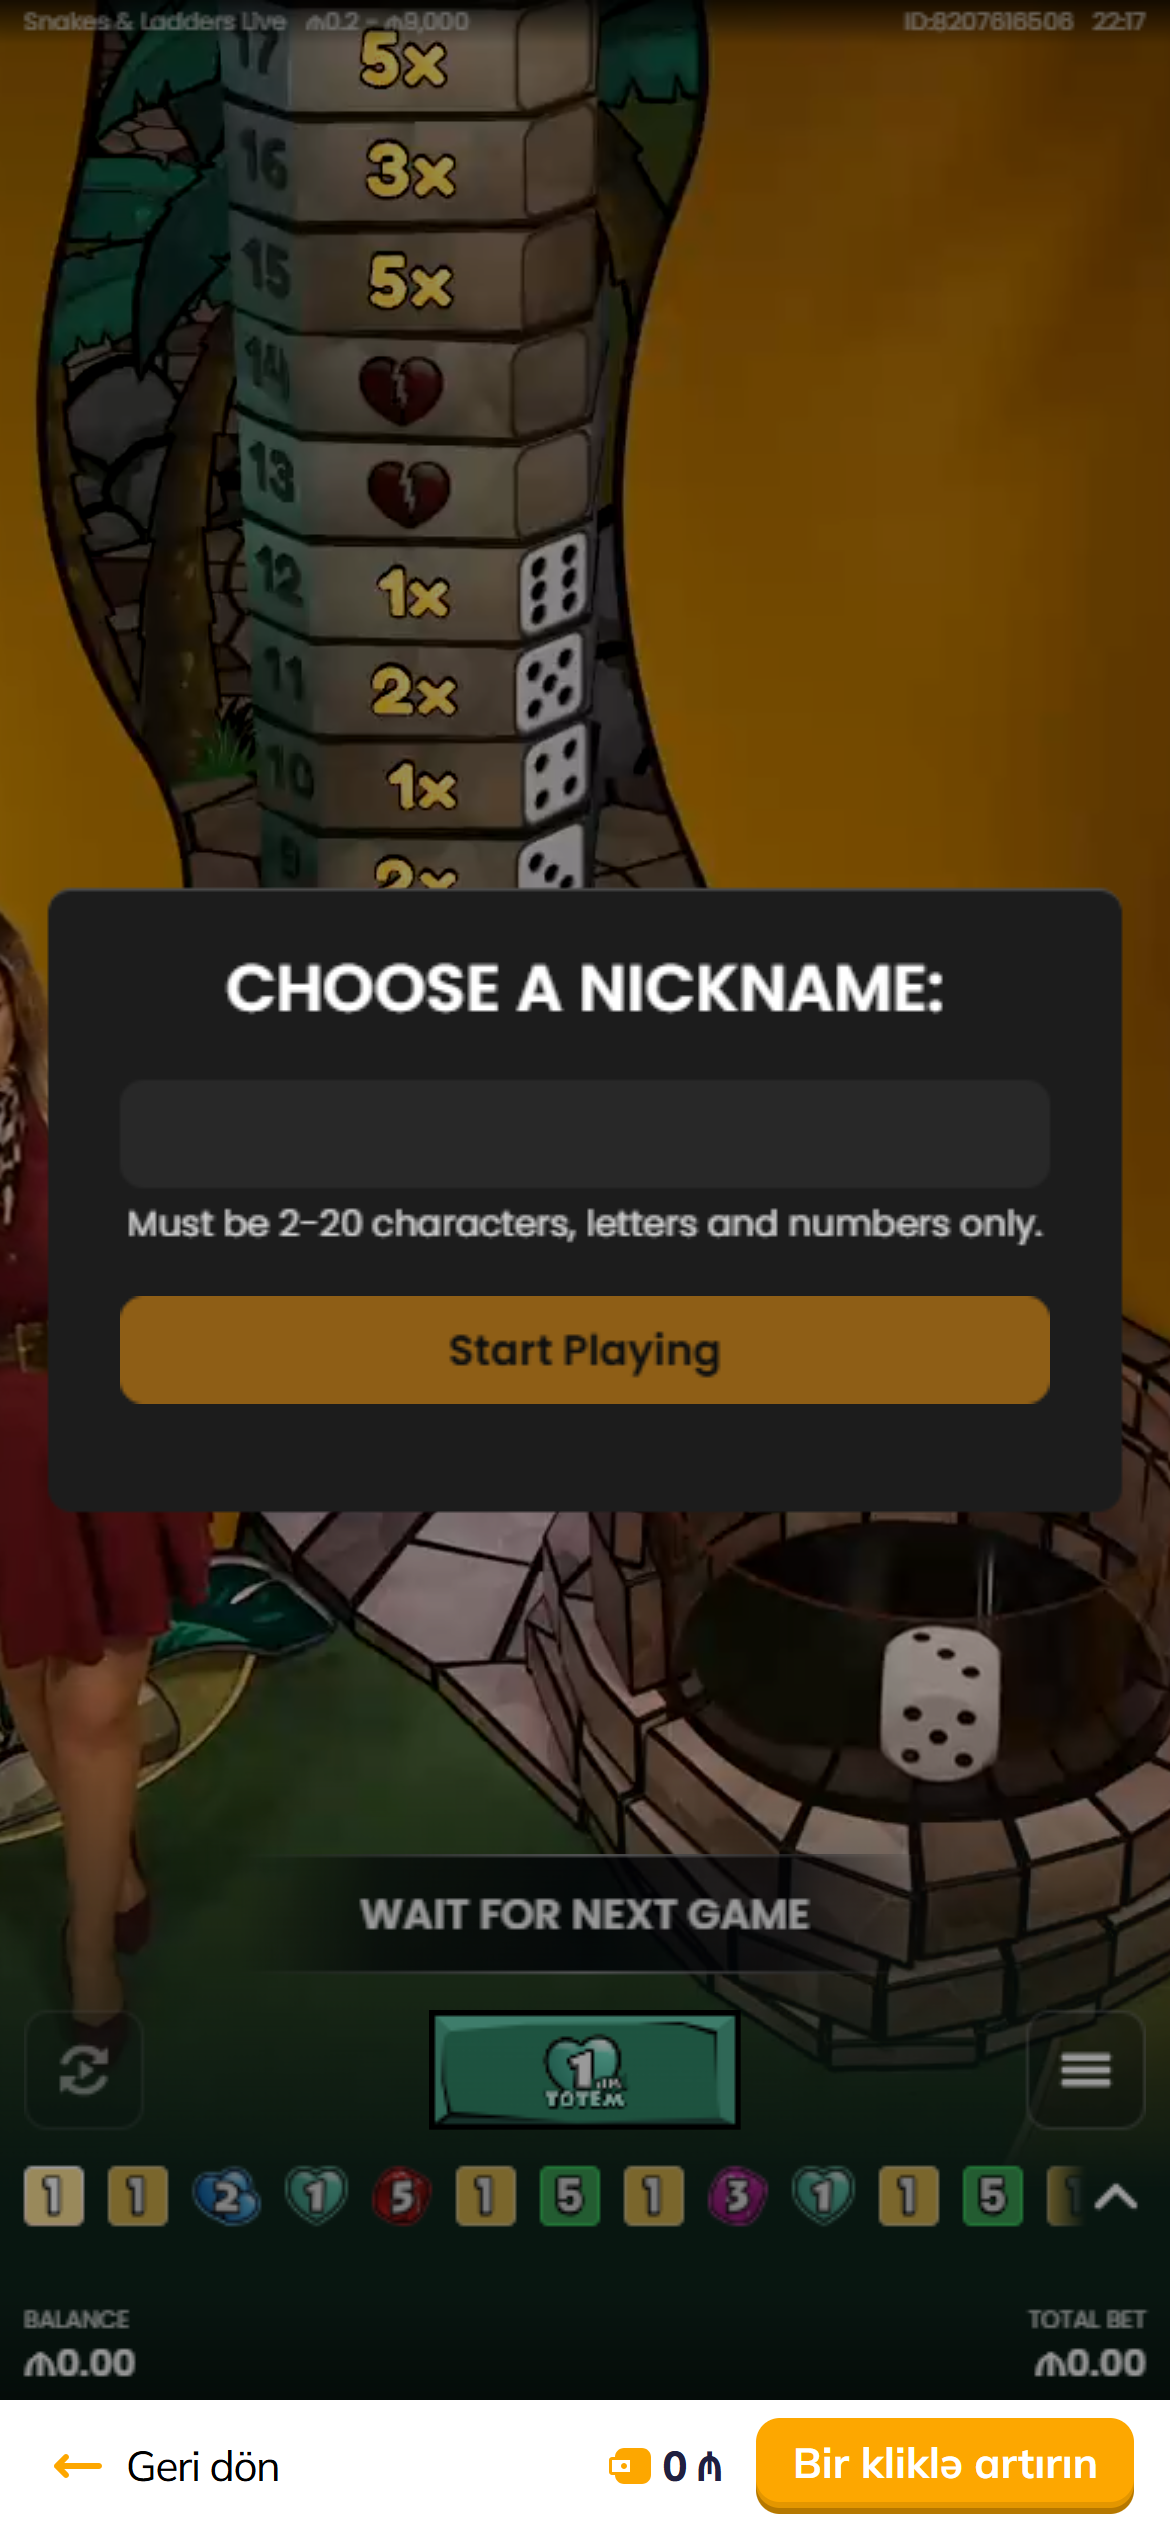 Snakes & Ladders Live ₼0.2 - ₼9,000 ID:8207616506 22:17
17 5x
16 3x
15 5x
14
13
12 1x
11 2x
10 1x
9 2x
CHOOSE A NICKNAME:
Must be 2-20 characters, letters and numbers only.
Start Playing
WAIT FOR NEXT GAME
1
TOTEM
1 1 2 1 5 1 5 1 3 1 1 5 1
BALANCE TOTAL BET
₼0.00 ₼0.00
Geri dön 0 ₼ Bir kliklə artırın